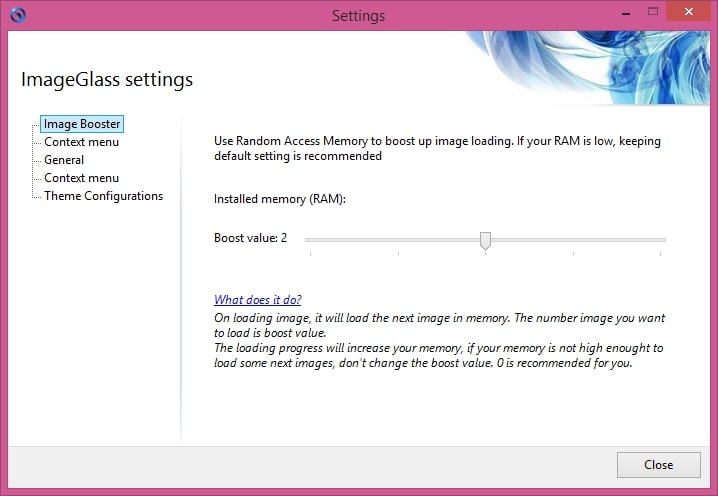 Settings
ImageGlass settings
Image Booster
Context menu
General
Context menu
Theme Configurations
Use Random Access Memory to boost up image loading. If your RAM is low, keeping
default setting is recommended
Installed memory (RAM):
Boost value: 2
What does it do?
On loading image, it will load the next image in memory. The number image you want
to load is boost value.
The loading progress will increase your memory, if your memory is not high enought to
load some next images, don't change the boost value. 0 is recommended for you.
Close